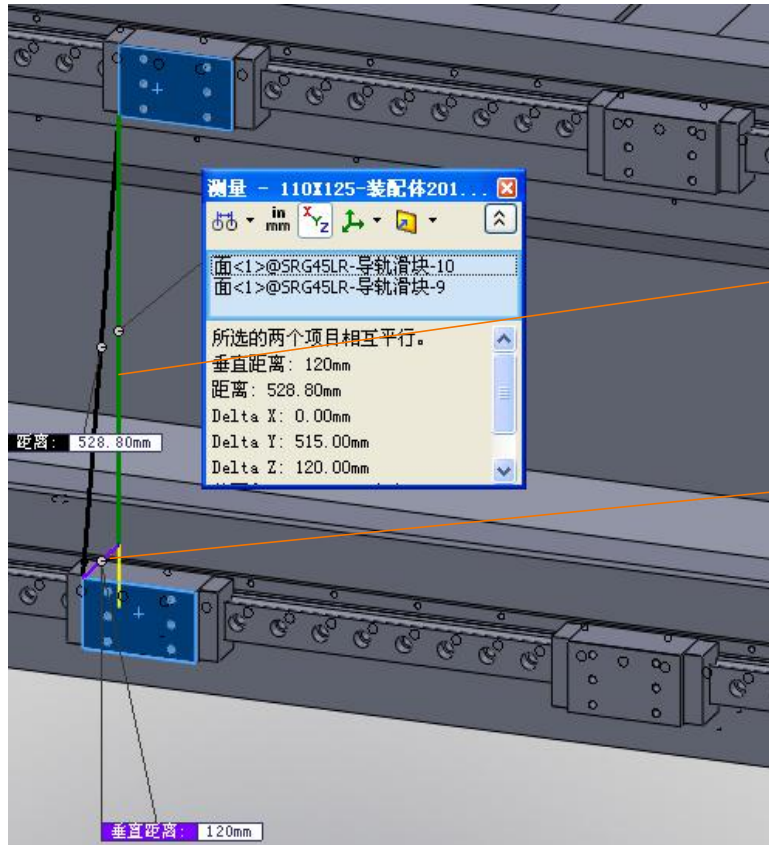 测量 - 110X125-装配体201...
in
mm
X
Y
Z
面<1>@SRG45LR-导轨滑块-10
面<1>@SRG45LR-导轨滑块-9
所选的两个项目相互平行。
垂直距离: 120mm
距离: 528.80mm
Delta X: 0.00mm
Delta Y: 515.00mm
Delta Z: 120.00mm
距离: 528.80mm
垂直距离: 120mm